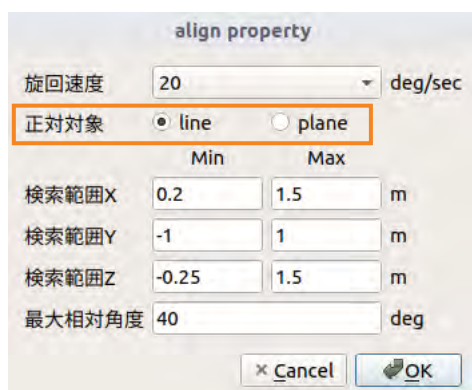 align property
旋回速度 20 deg/sec
正対対象 line plane
Min Max
検索範囲X 0.2 1.5 m
検索範囲Y -1 1 m
検索範囲Z -0.25 1.5 m
最大相対角度 40 deg
Cancel OK